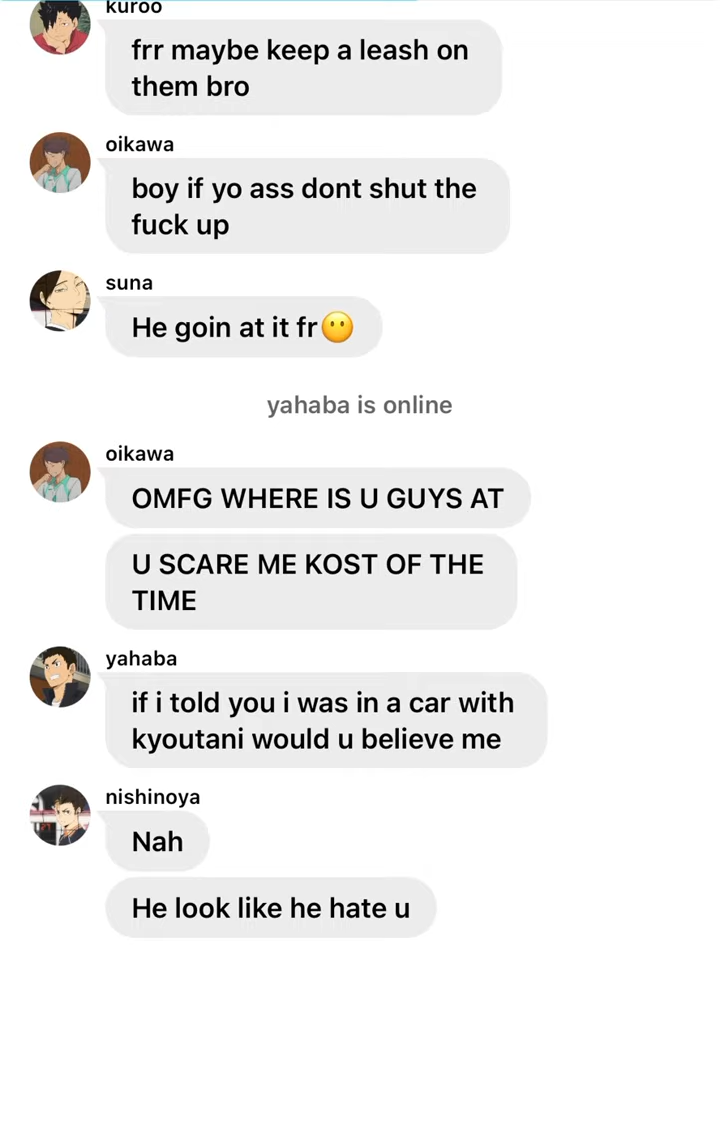 kuroo
frr maybe keep a leash on
them bro
oikawa
boy if yo ass dont shut the
fuck up
suna
He goin at it fr😶
yahaba is online
oikawa
OMFG WHERE IS U GUYS AT
U SCARE ME KOST OF THE
TIME
yahaba
if i told you i was in a car with
kyoutani would u believe me
nishinoya
Nah
He look like he hate u